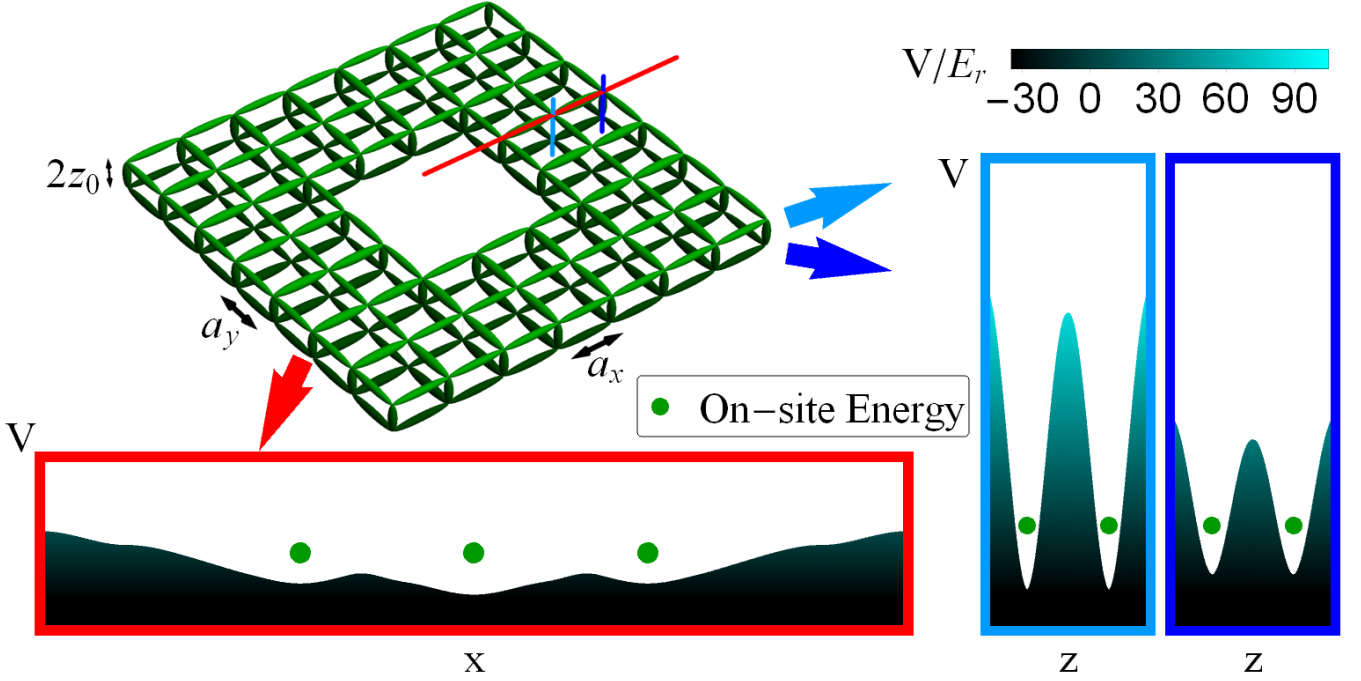 V/E_r
−30 0 30 60 90
2z_0
V
a_y
a_x
On−site Energy
V
x
z z